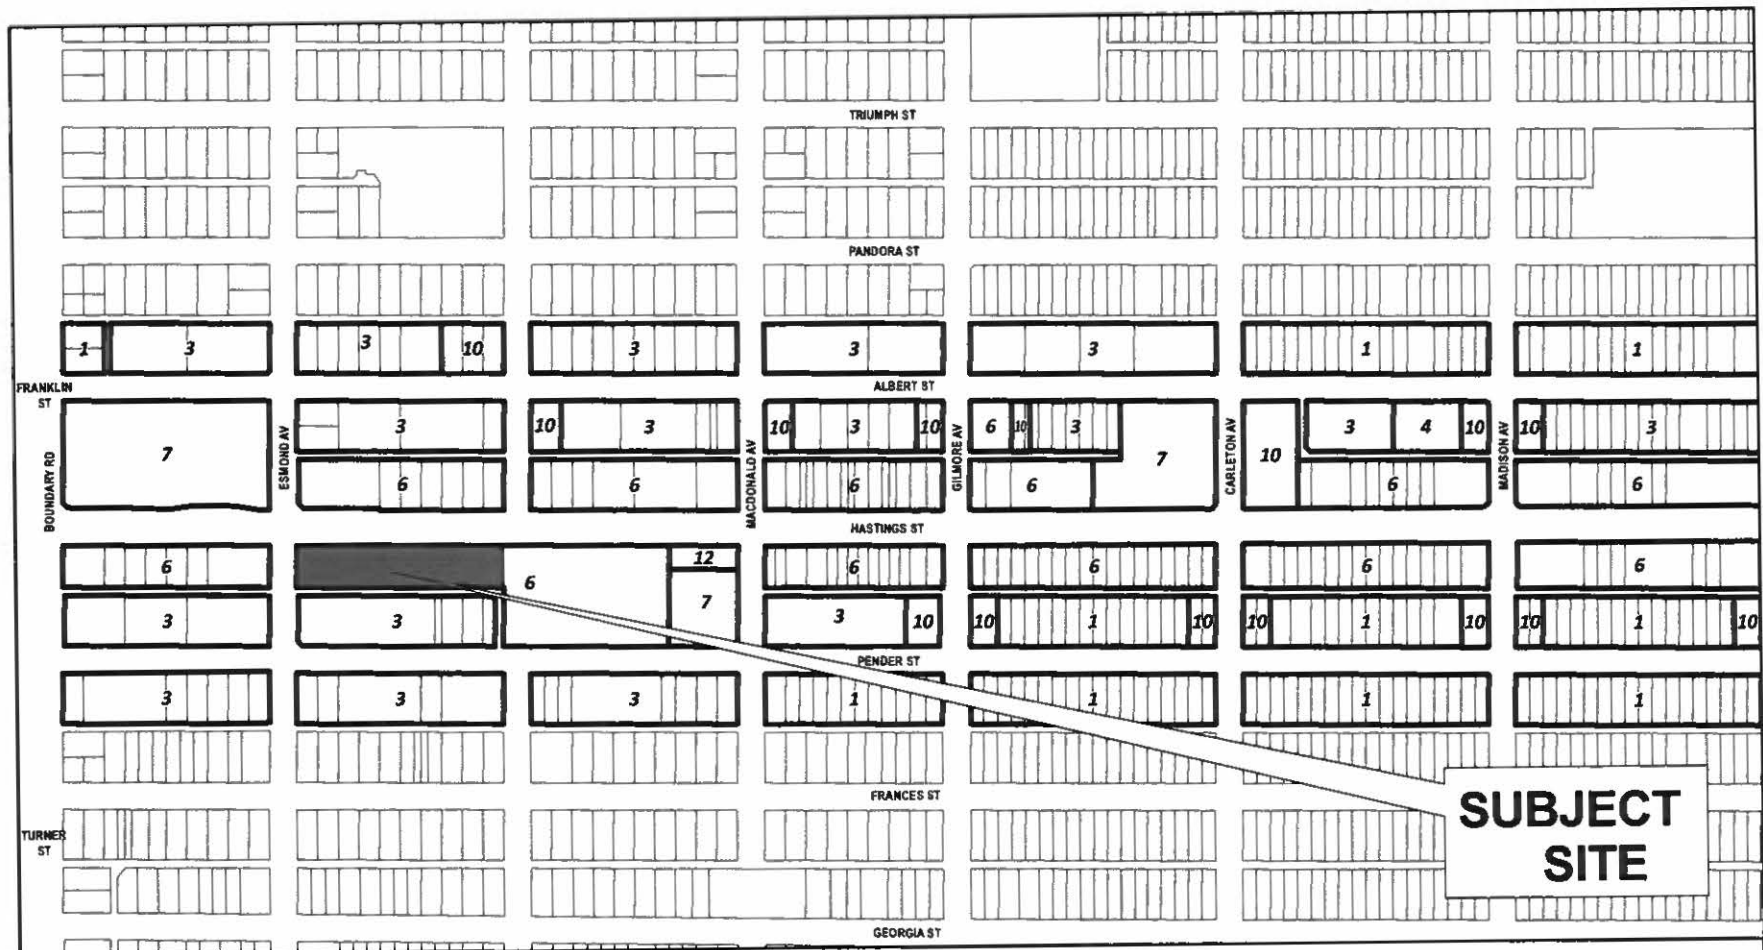 TRIUMPH ST
PANDORA ST
1 3 3 10 3 3 3 1 1
FRANKLIN
ST
ALBERT ST
7 3 10 3 10 3 10 6 10 3 7 10 3 4 10 10 3
BOUNDARY RD
ESMOND AV
MACDONALD AV
GILMORE AV
CARLETON AV
MADISON AV
6 6 6 6 6 6
HASTINGS ST
6 6 12 6 6 6 6
3 3 7 3 10 10 1 10 10 1 10 10 1 10
PENDER ST
3 3 3 1 1 1 1
FRANCES ST
TURNER
ST
SUBJECT
SITE
GEORGIA ST